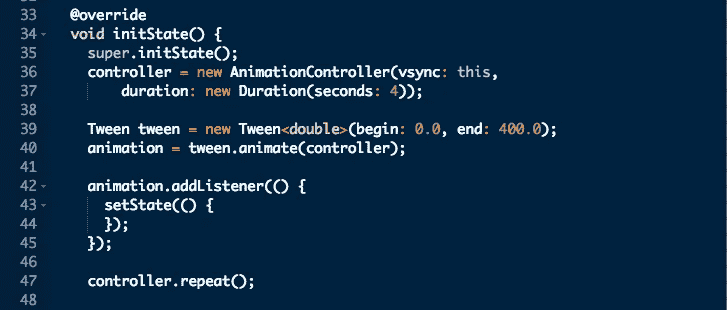 33 @override
34 void initState() {
35 super.initState();
36 controller = new AnimationController(vsync: this,
37 duration: new Duration(seconds: 4));
38
39 Tween tween = new Tween<double>(begin: 0.0, end: 400.0);
40 animation = tween.animate(controller);
41
42 animation.addListener(() {
43 setState(() {
44 });
45 });
46
47 controller.repeat();
48